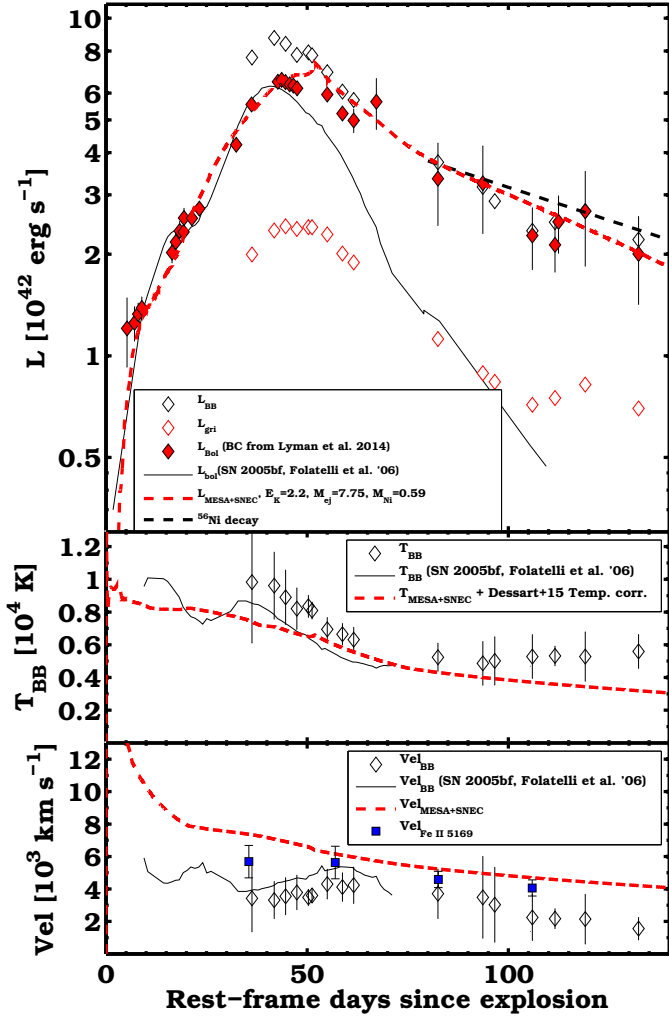 10
8
6
5
4
3
2
1
0.5
L [10^42 erg s^−1]
L_BB
L_gri
L_Bol (BC from Lyman et al. 2014)
L_bol(SN 2005bf, Folatelli et al. '06)
L_MESA+SNEC, E_K=2.2, M_ej=7.75, M_Ni=0.59
^56Ni decay
1.2
1
0.8
0.6
0.4
0.2
T_BB [10^4 K]
T_BB
T_BB (SN 2005bf, Folatelli et al. '06)
T_MESA+SNEC + Dessart+15 Temp. corr.
12
10
8
6
4
2
Vel [10^3 km s^−1]
Vel_BB
Vel_BB (SN 2005bf, Folatelli et al. '06)
Vel_MESA+SNEC
Vel_Fe II 5169
0
50
100
Rest−frame days since explosion